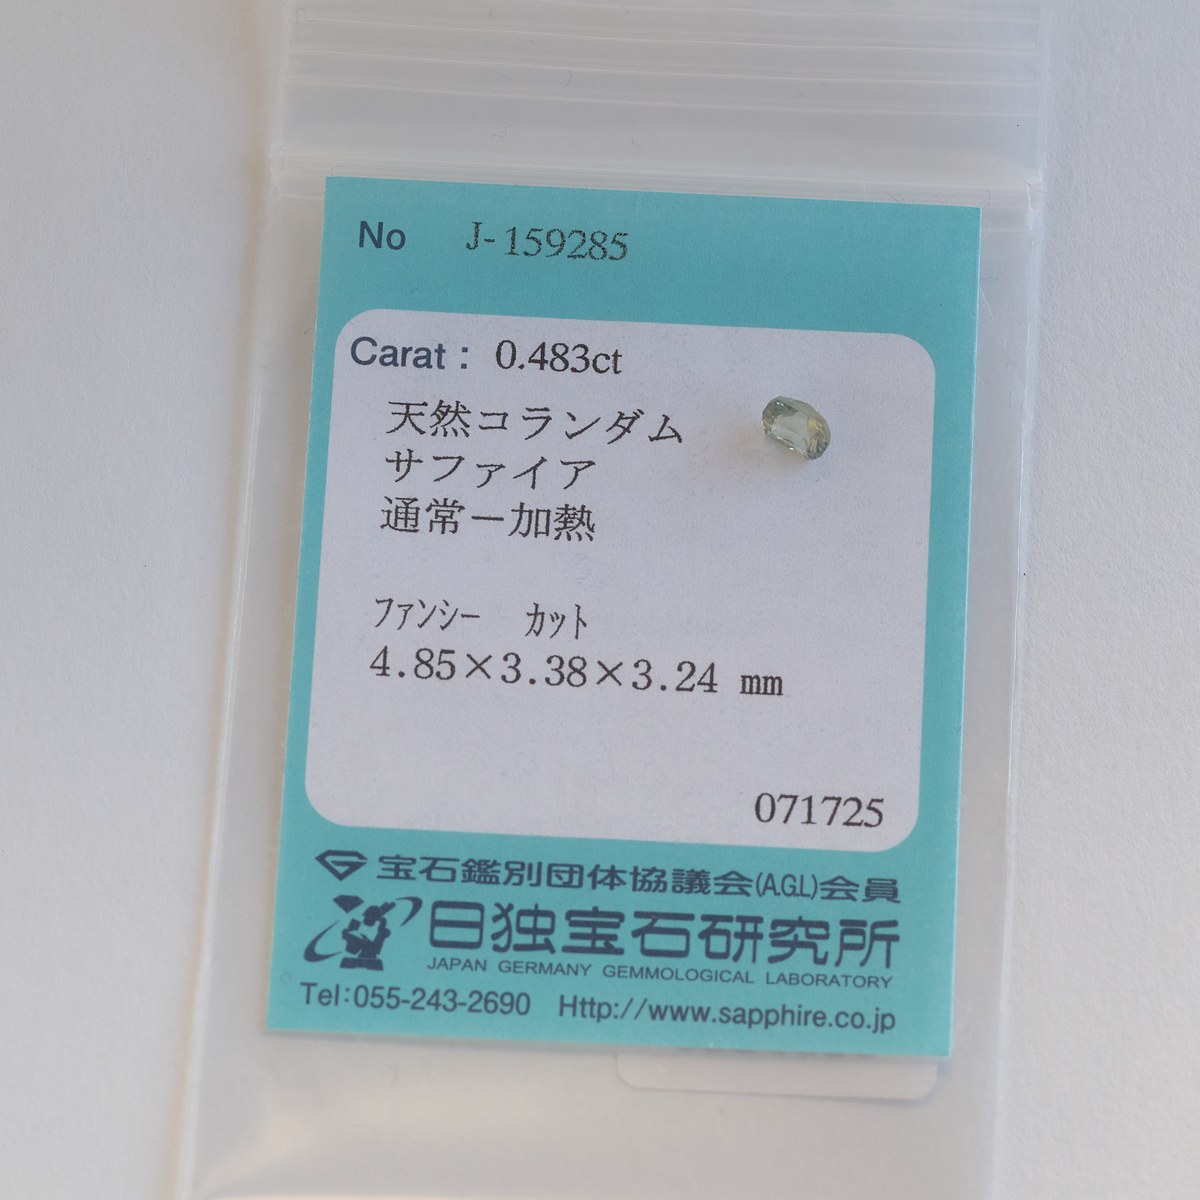 No J-159285
Carat : 0.483ct
天然コランダム
サファイア
通常－加熱
ファンシー カット
4.85×3.38×3.24 mm
071725
宝石鑑別団体協議会(A.G.L.)会員
日独宝石研究所
JAPAN GERMANY GEMMOLOGICAL LABORATORY
Tel:055-243-2690 Http://www.sapphire.co.jp